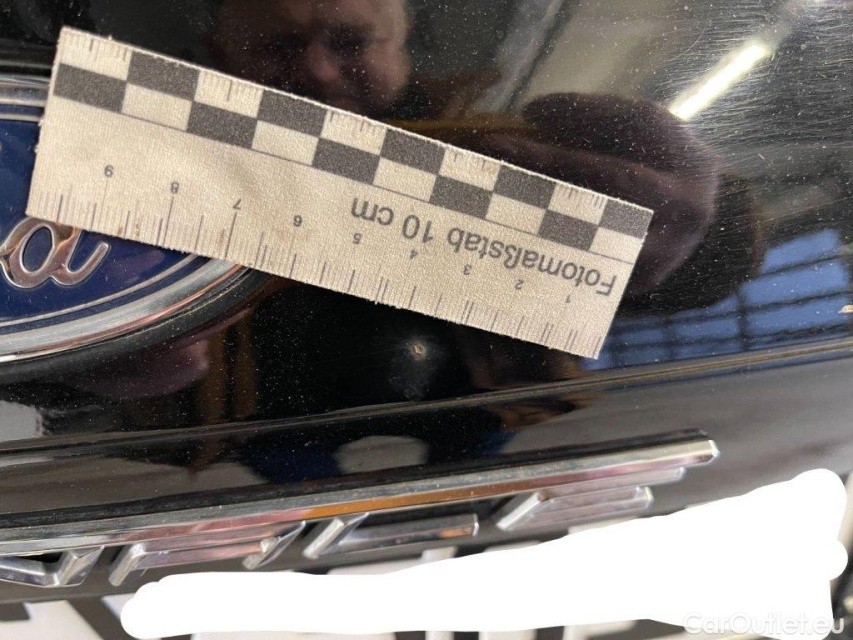 Fotomaßstab 10 cm
1 2 3 4 5 6 7 8 9
CarOutlet.eu